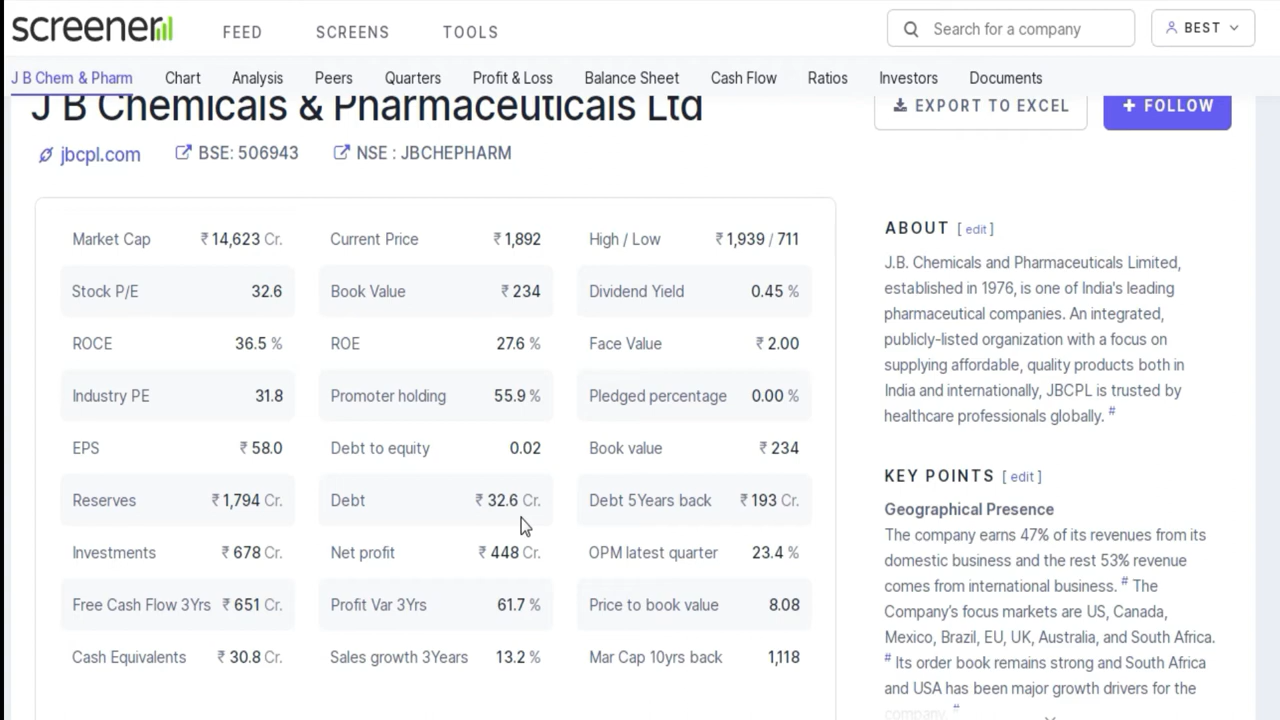 screener
FEED SCREENS TOOLS
Search for a company
BEST
J B Chem & Pharm Chart Analysis Peers Quarters Profit & Loss Balance Sheet Cash Flow Ratios Investors Documents
J B Chemicals & Pharmaceuticals Ltd
EXPORT TO EXCEL
+ FOLLOW
jbcpl.com BSE: 506943 NSE : JBCHEPHARM
Market Cap ₹ 14,623 Cr. Current Price ₹ 1,892 High / Low ₹ 1,939 / 711
Stock P/E 32.6 Book Value ₹ 234 Dividend Yield 0.45 %
ROCE 36.5 % ROE 27.6 % Face Value ₹ 2.00
Industry PE 31.8 Promoter holding 55.9 % Pledged percentage 0.00 %
EPS ₹ 58.0 Debt to equity 0.02 Book value ₹ 234
Reserves ₹ 1,794 Cr. Debt ₹ 32.6 Cr. Debt 5Years back ₹ 193 Cr.
Investments ₹ 678 Cr. Net profit ₹ 448 Cr. OPM latest quarter 23.4 %
Free Cash Flow 3Yrs ₹ 651 Cr. Profit Var 3Yrs 61.7 % Price to book value 8.08
Cash Equivalents ₹ 30.8 Cr. Sales growth 3Years 13.2 % Mar Cap 10yrs back 1,118
ABOUT [ edit ]
J.B. Chemicals and Pharmaceuticals Limited,
established in 1976, is one of India's leading
pharmaceutical companies. An integrated,
publicly-listed organization with a focus on
supplying affordable, quality products both in
India and internationally, JBCPL is trusted by
healthcare professionals globally. #
KEY POINTS [ edit ]
Geographical Presence
The company earns 47% of its revenues from its
domestic business and the rest 53% revenue
comes from international business. # The
Company's focus markets are US, Canada,
Mexico, Brazil, EU, UK, Australia, and South Africa.
# Its order book remains strong and South Africa
and USA has been major growth drivers for the
company. #